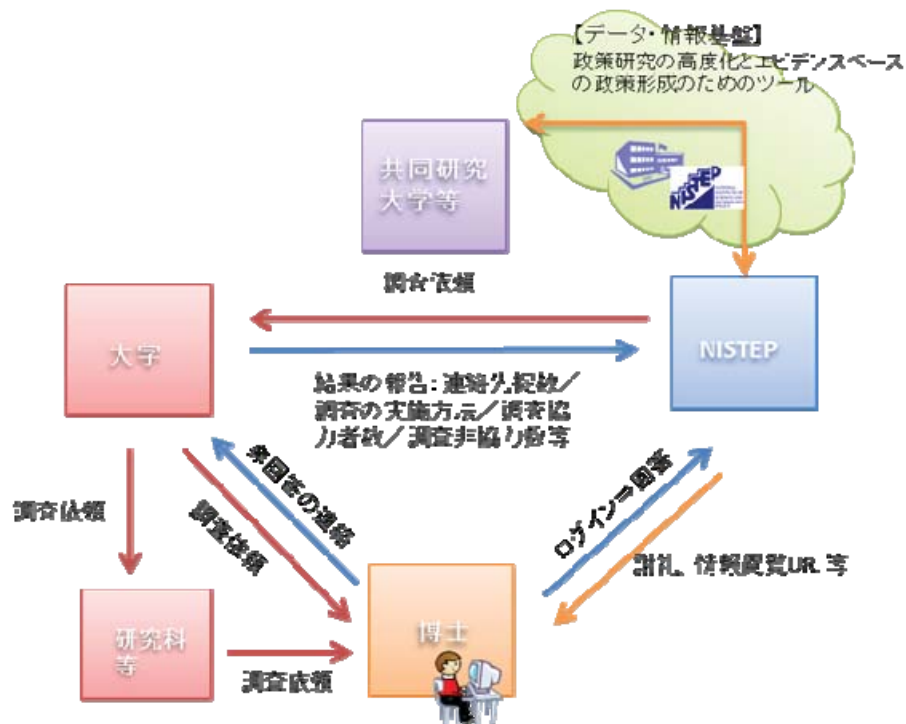 【データ・情報基盤】
政策研究の高度化とエビデンスベース
の政策形成のためのツール
共同研究
大学等
NISTEP
調査依頼
大学
NISTEP
結果の報告：連絡先把握数／
調査の実施方法／調査協
力者数／調査非協力数等
未回答の連絡
調査依頼
調査依頼
ログイン⇒回答
謝礼、情報閲覧URL等
研究科
等
博士
調査依頼